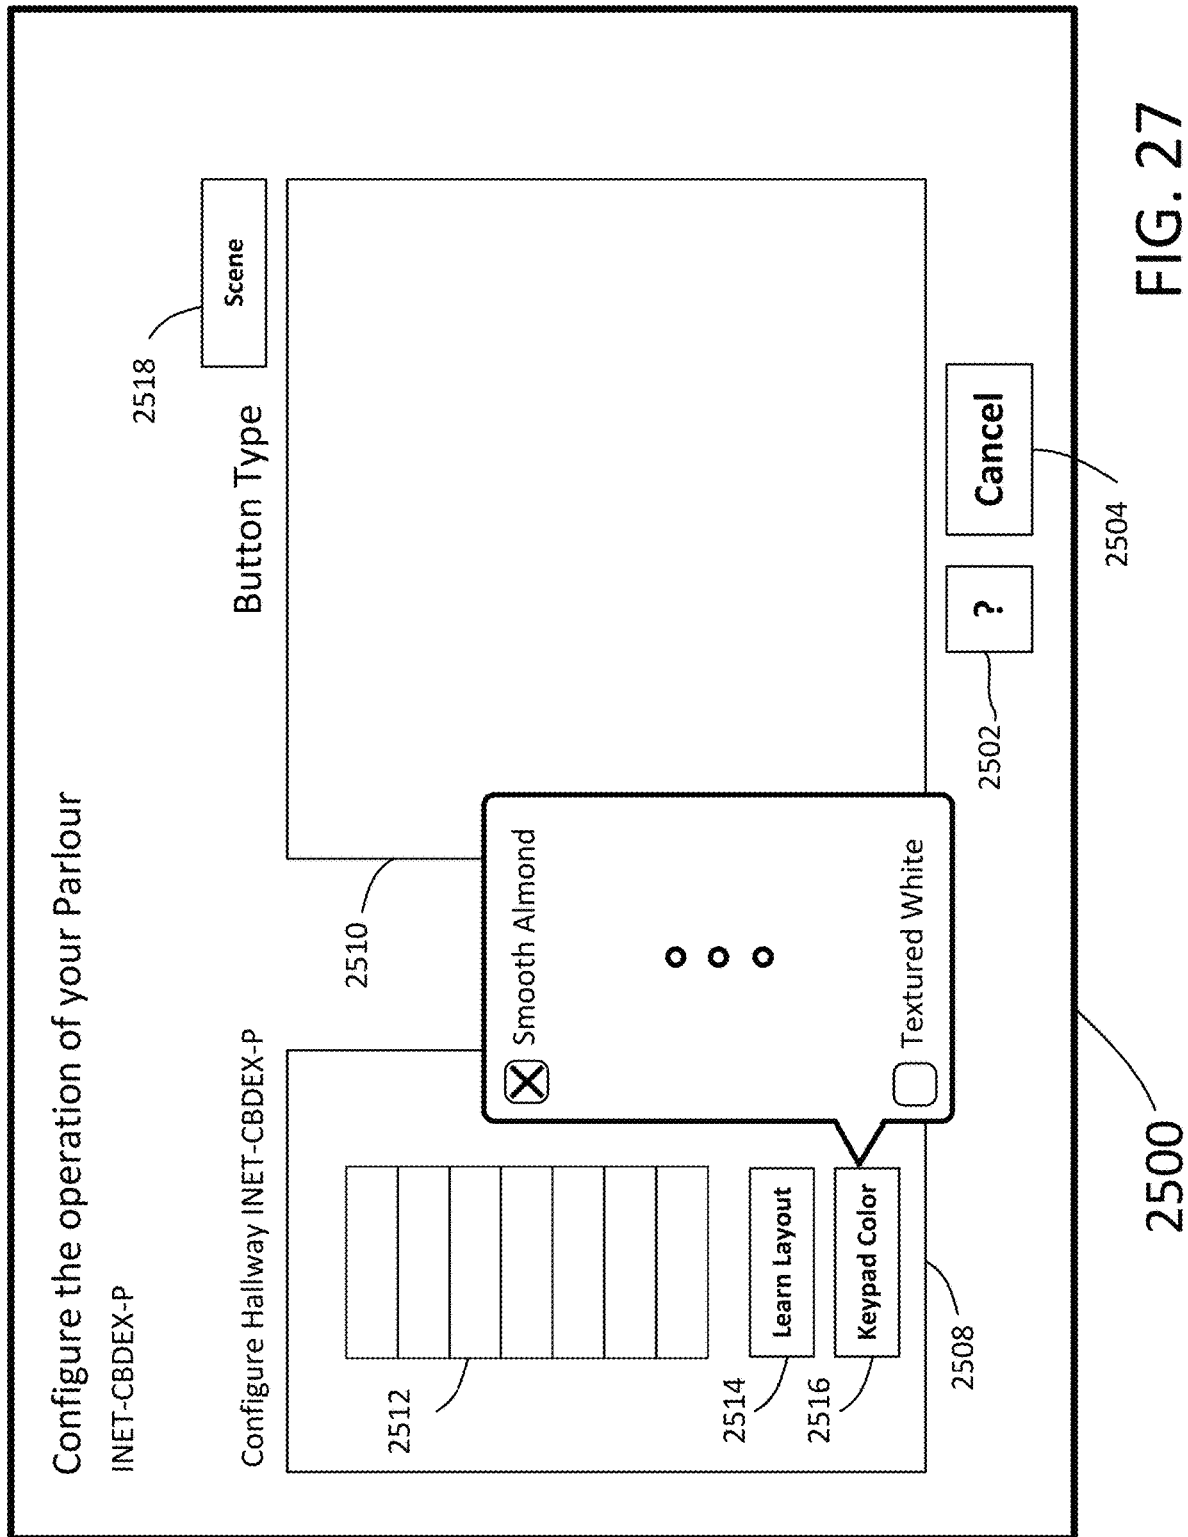 Configure the operation of your Parlour
INET-CBDEX-P
2518
Configure Hallway INET-CBDEX-P
Button Type
Scene
2510
2512
Smooth Almond
2514
Learn Layout
2516
Keypad Color
Textured White
2508
2502
?
Cancel
2504
2500
FIG. 27